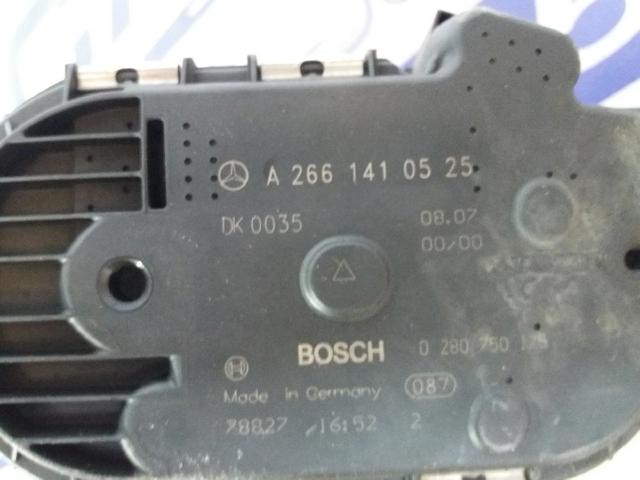 A 266 141 05 25
DK 0035 08.07
00/00
BOSCH 0 280 750
Made in Germany 087
78827 16:52 2